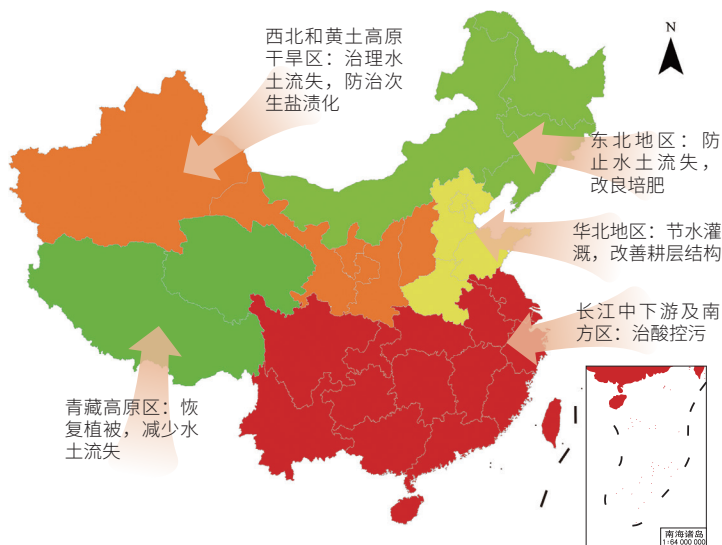 西北和黄土高原
干旱区：治理水
土流失，防治次
生盐渍化
N
东北地区：防
止水土流失，
改良培肥
华北地区：节水灌
溉，改善耕层结构
长江中下游及南
方区：治酸控污
青藏高原区：恢
复植被，减少水
土流失
南海诸岛
1:64 000 000